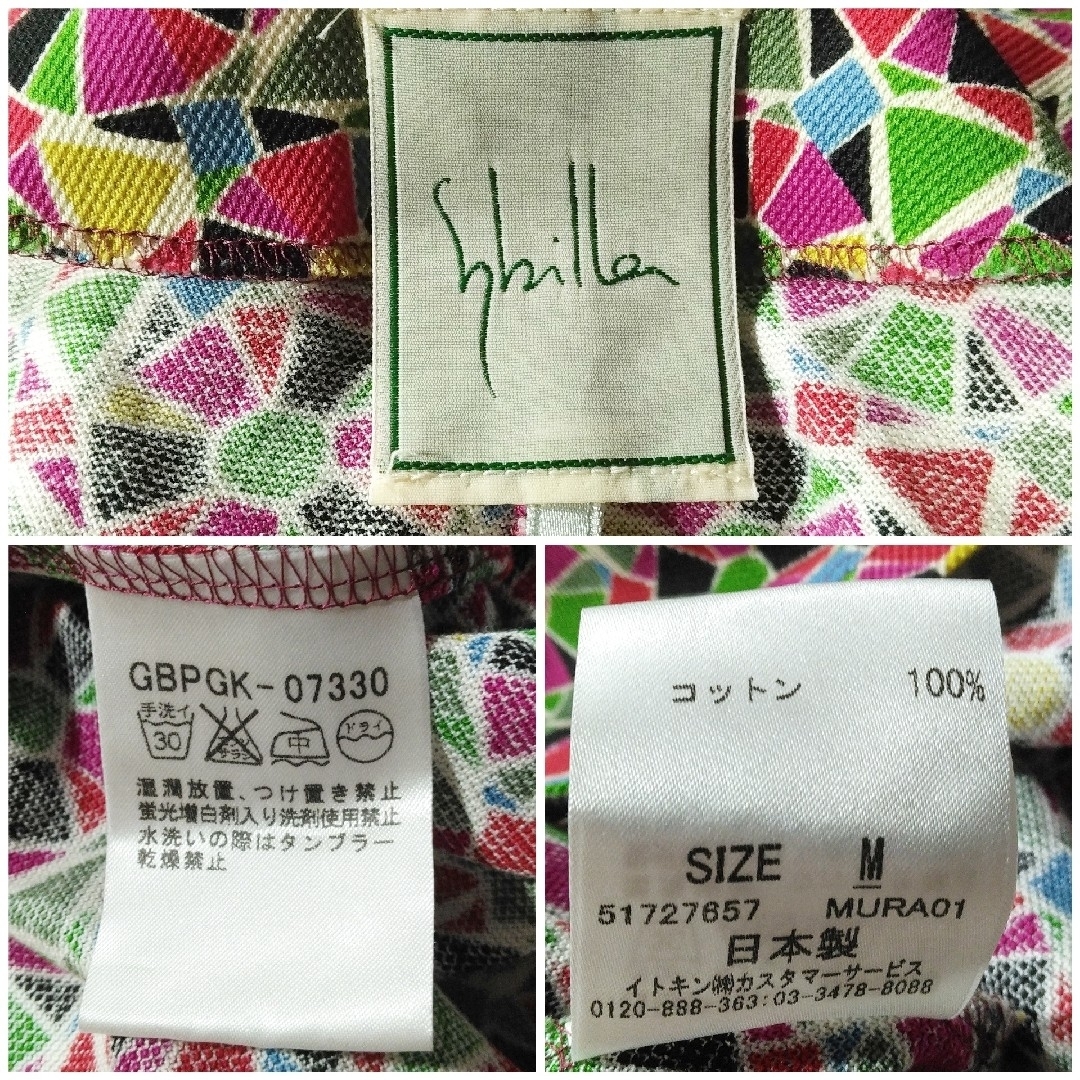 Sybilla
GBPGK-07330
手洗イ
30
エンソ
サラシ
中
ドライ
湿潤放置、つけ置き禁止
蛍光増白剤入り洗剤使用禁止
水洗いの際はタンブラー
乾燥禁止
コットン 100%
SIZE M
51727657 MURA01
日本製
イトキン㈱カスタマーサービス
0120-888-363:03-3478-8088